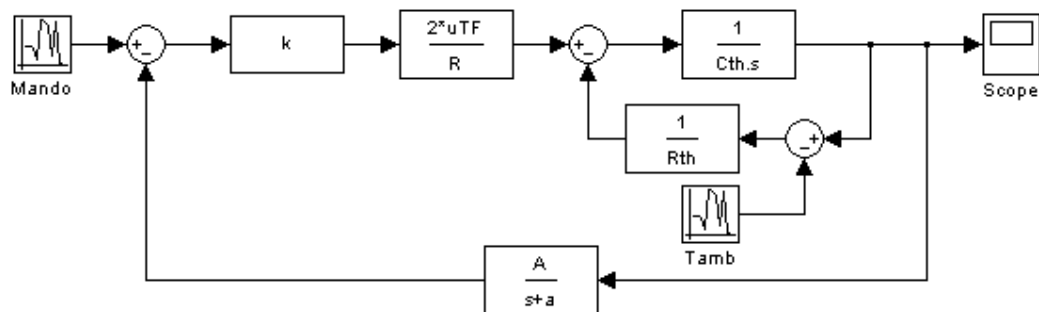 k
2*uTF
R
1
Cth.s
Mando
Scope
1
Rth
Tamb
A
s+a